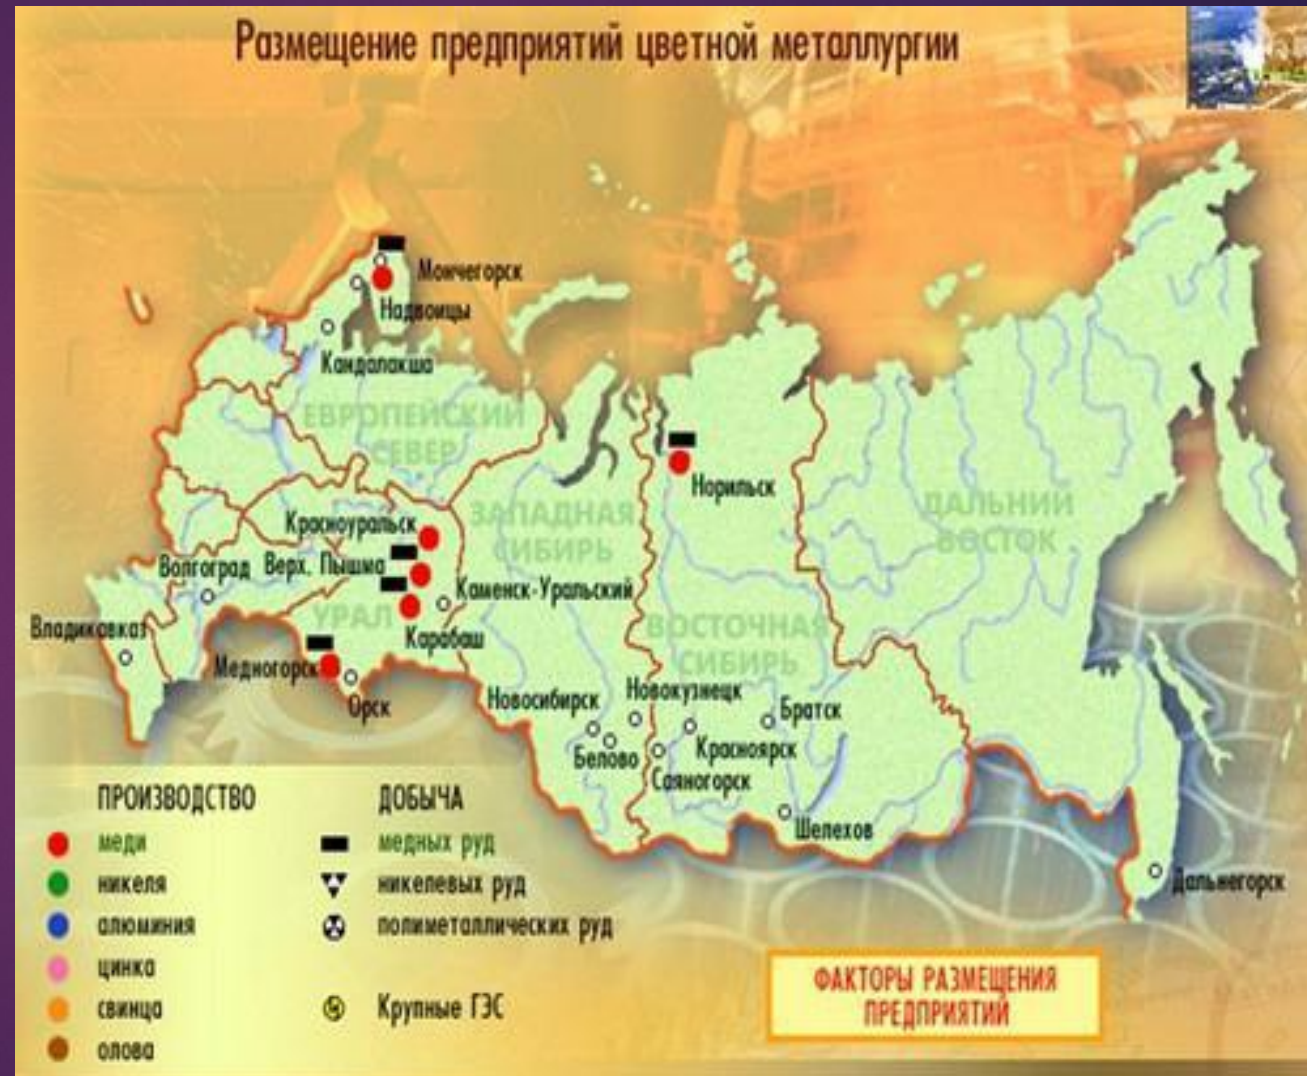 Размещение предприятий цветной металлургии
Мончегорск
Надвоицы
Кандалакша
ЕВРОПЕЙСКИЙ
СЕВЕР
Норильск
ЗАПАДНАЯ
СИБИРЬ
ДАЛЬНИЙ
ВОСТОК
Красноуральск
Волгоград
Верх. Пышма
Каменск-Уральский
УРАЛ
Владикавказ
Карабаш
ВОСТОЧНАЯ
СИБИРЬ
Медногорск
Орск
Новосибирск
Новокузнецк
Братск
Белово
Красноярск
Саяногорск
Шелехов
Дальнегорск
ПРОИЗВОДСТВО
меди
никеля
алюминия
цинка
свинца
олова
ДОБЫЧА
медных руд
никелевых руд
полиметаллических руд
Крупные ГЭС
ФАКТОРЫ РАЗМЕЩЕНИЯ
ПРЕДПРИЯТИЙ